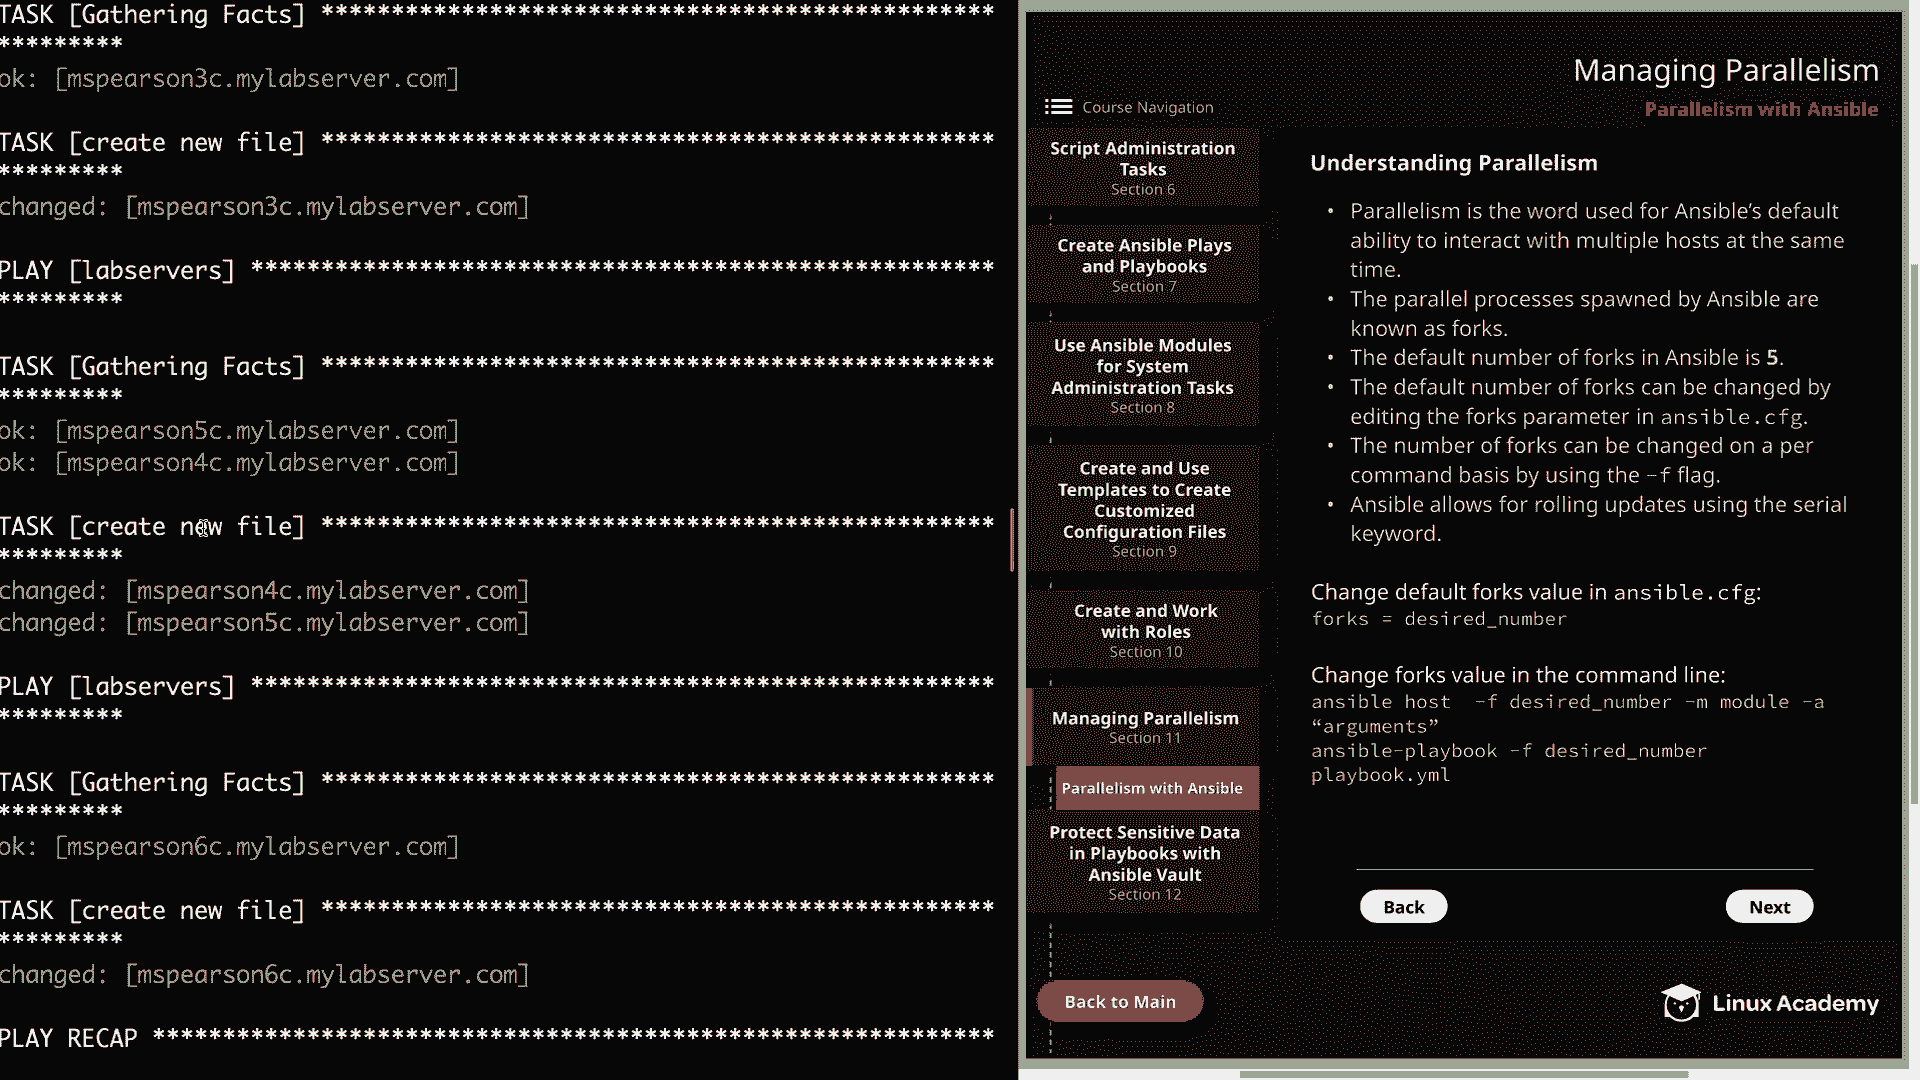 TASK [Gathering Facts] ************************************************
*********
ok: [mspearson3c.mylabserver.com]
TASK [create new file] ************************************************
*********
changed: [mspearson3c.mylabserver.com]
PLAY [labservers] *****************************************************
*********
TASK [Gathering Facts] ************************************************
*********
ok: [mspearson5c.mylabserver.com]
ok: [mspearson4c.mylabserver.com]
TASK [create new file] ************************************************
*********
changed: [mspearson4c.mylabserver.com]
changed: [mspearson5c.mylabserver.com]
PLAY [labservers] *****************************************************
*********
TASK [Gathering Facts] ************************************************
*********
ok: [mspearson6c.mylabserver.com]
TASK [create new file] ************************************************
*********
changed: [mspearson6c.mylabserver.com]
PLAY RECAP ************************************************************
Managing Parallelism
Parallelism with Ansible
Course Navigation
Script Administration
Tasks
Section 6
Create Ansible Plays
and Playbooks
Section 7
Use Ansible Modules
for System
Administration Tasks
Section 8
Create and Use
Templates to Create
Customized
Configuration Files
Section 9
Create and Work
with Roles
Section 10
Managing Parallelism
Section 11
Parallelism with Ansible
Protect Sensitive Data
in Playbooks with
Ansible Vault
Section 12
Back to Main
Understanding Parallelism
• Parallelism is the word used for Ansible’s default
ability to interact with multiple hosts at the same
time.
• The parallel processes spawned by Ansible are
known as forks.
• The default number of forks in Ansible is 5.
• The default number of forks can be changed by
editing the forks parameter in ansible.cfg.
• The number of forks can be changed on a per
command basis by using the -f flag.
• Ansible allows for rolling updates using the serial
keyword.
Change default forks value in ansible.cfg:
forks = desired_number
Change forks value in the command line:
ansible host -f desired_number -m module -a
“arguments”
ansible-playbook -f desired_number
playbook.yml
Back
Next
Linux Academy